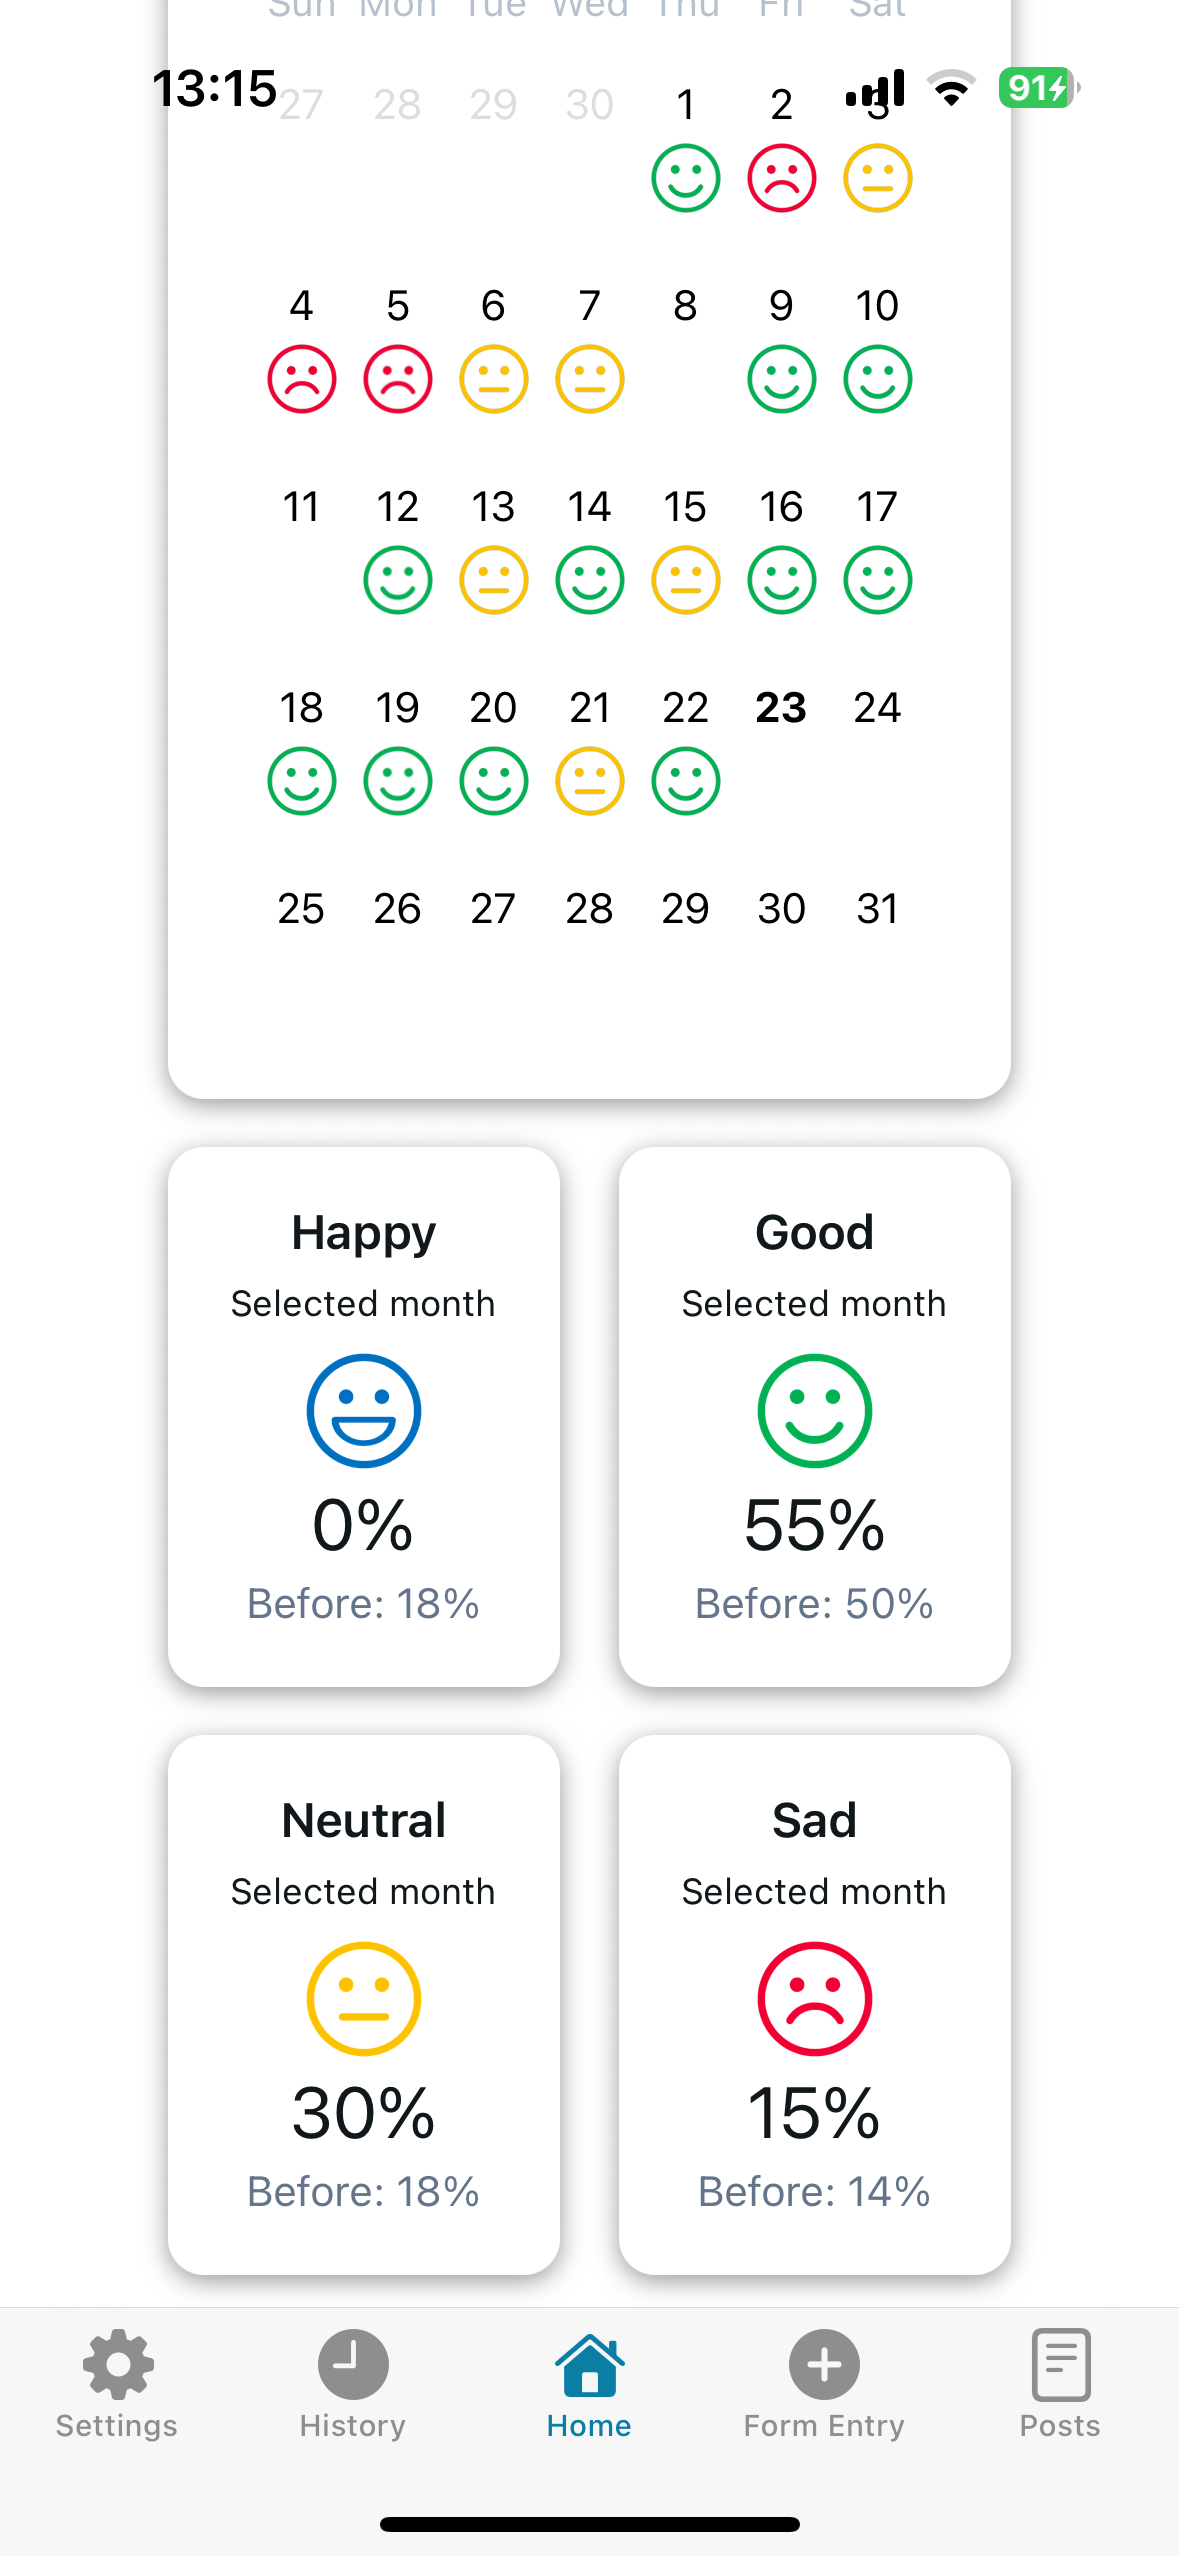 Sun Mon Tue Wed Thu Fri Sat
13:15 91
27 28 29 30 1 2 3
4 5 6 7 8 9 10
11 12 13 14 15 16 17
18 19 20 21 22 23 24
25 26 27 28 29 30 31
Happy
Selected month
0%
Before: 18%
Good
Selected month
55%
Before: 50%
Neutral
Selected month
30%
Before: 18%
Sad
Selected month
15%
Before: 14%
Settings History Home Form Entry Posts